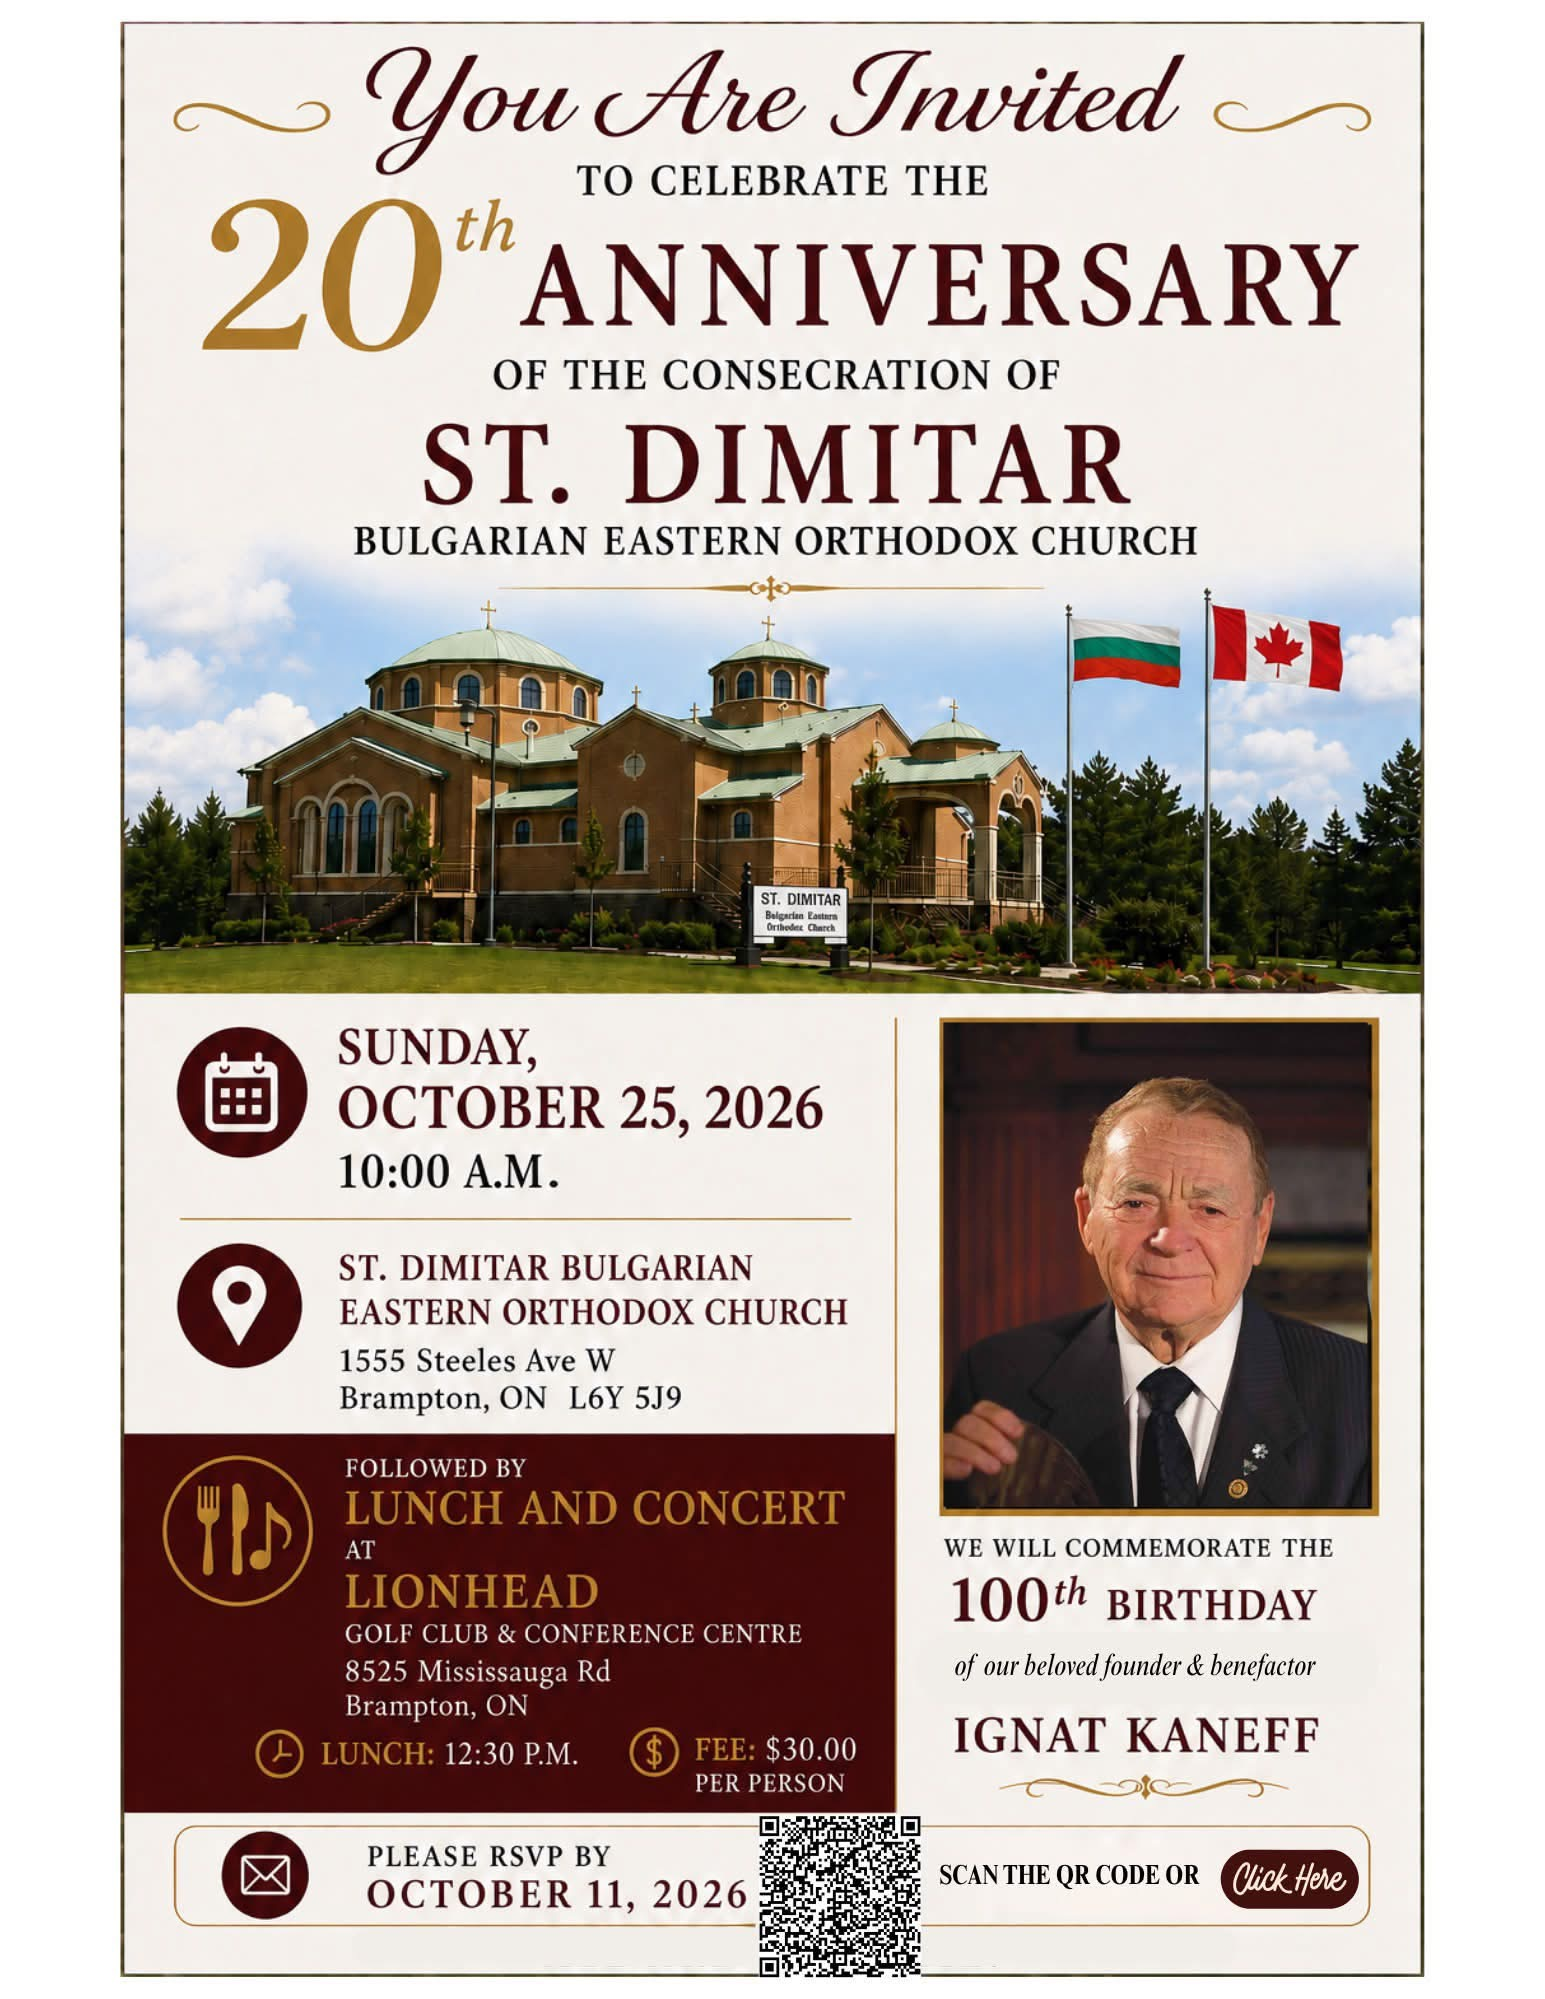 You Are Invited
TO CELEBRATE THE
20th ANNIVERSARY
OF THE CONSECRATION OF
ST. DIMITAR
BULGARIAN EASTERN ORTHODOX CHURCH
ST. DIMITAR
Bulgarian Eastern
Orthodox Church
SUNDAY,
OCTOBER 25, 2026
10:00 A.M.
ST. DIMITAR BULGARIAN
EASTERN ORTHODOX CHURCH
1555 Steeles Ave W
Brampton, ON L6Y 5J9
FOLLOWED BY
LUNCH AND CONCERT
AT
LIONHEAD
GOLF CLUB & CONFERENCE CENTRE
8525 Mississauga Rd
Brampton, ON
LUNCH: 12:30 P.M.
FEE: $30.00
PER PERSON
WE WILL COMMEMORATE THE
100th BIRTHDAY
of our beloved founder & benefactor
IGNAT KANEFF
PLEASE RSVP BY
OCTOBER 11, 2026
SCAN THE QR CODE OR
Click Here